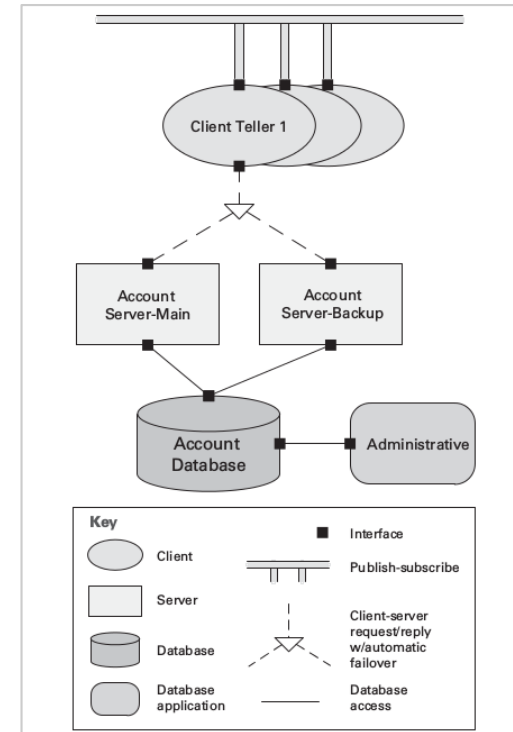 Client Teller 1
Account
Server-Main
Account
Server-Backup
Account
Database
Administrative
Key
Client
Server
Database
Database
application
Interface
Publish-subscribe
Client-server
request/reply
w/automatic
failover
Database
access